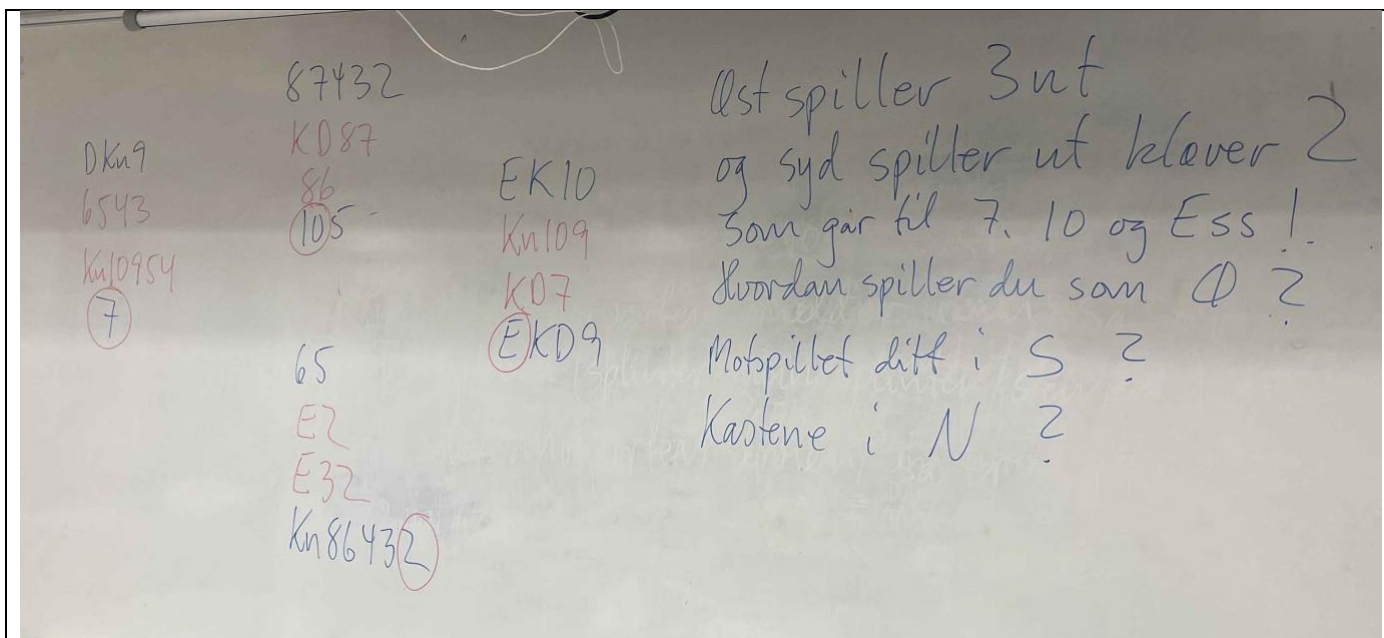 87432
KD87
86
105
DKn9
6543
Kn10954
7
EK10
Kn109
KD7
EKD9
65
E2
E32
Kn86432
Øst spiller 3nt
og syd spiller ut kløver 2
som går til 7. 10 og Ess!.
Hvordan spiller du som Ø ?
Motspillet ditt i S ?
Kastene i N ?